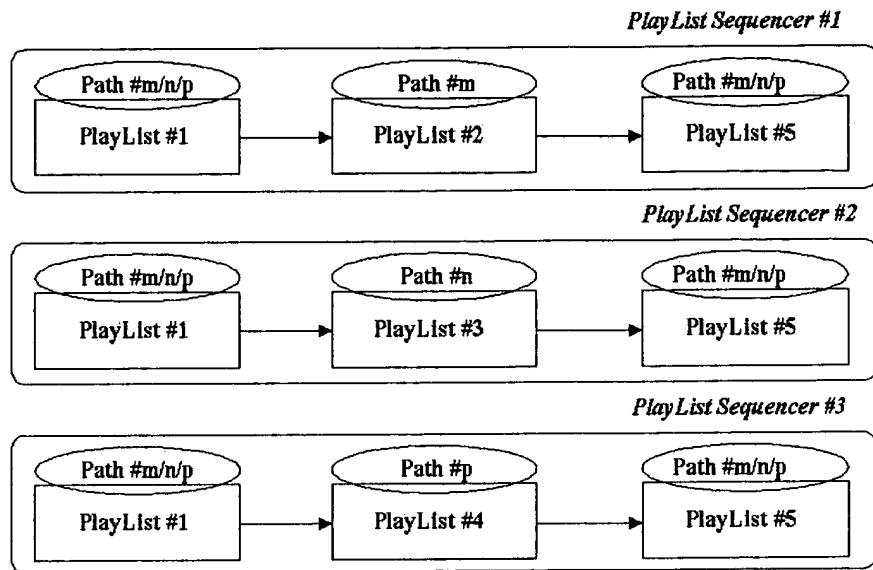 PlayList Sequencer #1
Path #m/n/p
Path #m
Path #m/n/p
PlayList #1
PlayList #2
PlayList #5
PlayList Sequencer #2
Path #m/n/p
Path #n
Path #m/n/p
PlayList #1
PlayList #3
PlayList #5
PlayList Sequencer #3
Path #m/n/p
Path #p
Path #m/n/p
PlayList #1
PlayList #4
PlayList #5